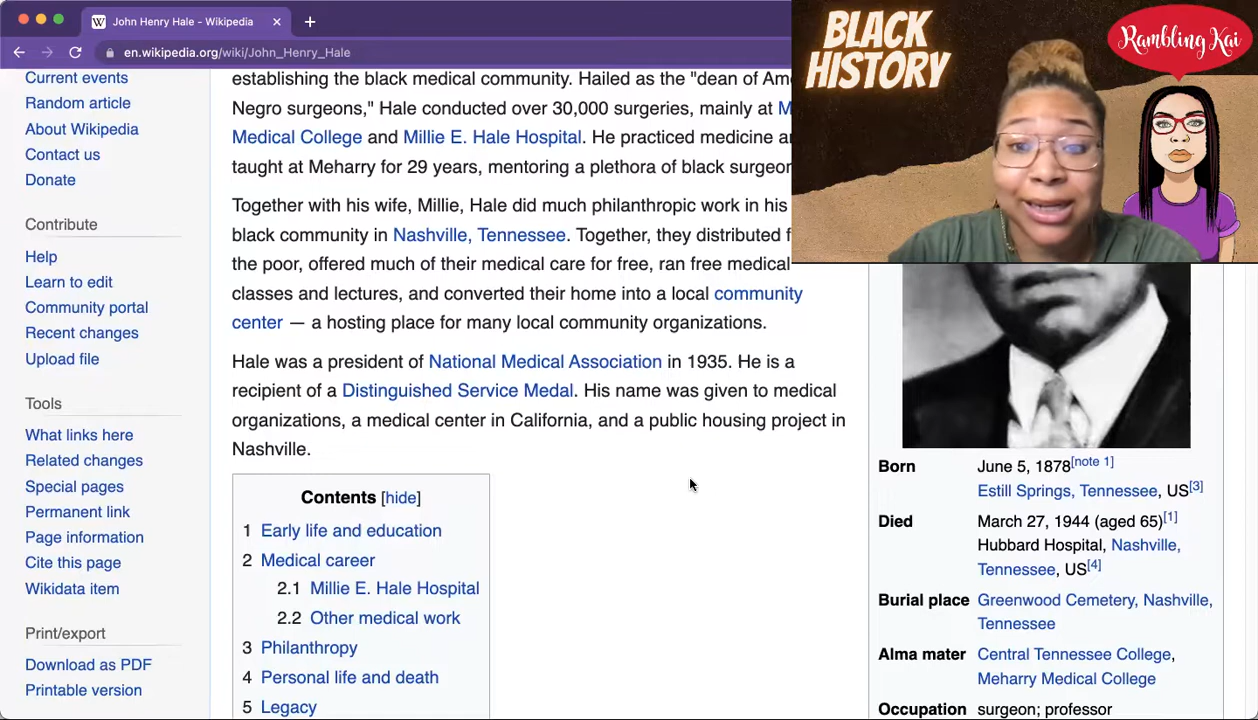 John Henry Hale - Wikipedia
en.wikipedia.org/wiki/John_Henry_Hale
BLACK
HISTORY
Rambling Kai
Current events
Random article
About Wikipedia
Contact us
Donate
Contribute
Help
Learn to edit
Community portal
Recent changes
Upload file
Tools
What links here
Related changes
Special pages
Permanent link
Page information
Cite this page
Wikidata item
Print/export
Download as PDF
Printable version
establishing the black medical community. Hailed as the "dean of
Negro surgeons," Hale conducted over 30,000 surgeries, mainly at
Medical College and Millie E. Hale Hospital. He practiced medicine
taught at Meharry for 29 years, mentoring a plethora of black
Together with his wife, Millie, Hale did much philanthropic work in his
black community in Nashville, Tennessee. Together, they distributed
the poor, offered much of their medical care for free, ran free medical
classes and lectures, and converted their home into a local community
center — a hosting place for many local community organizations.
Hale was a president of National Medical Association in 1935. He is a
recipient of a Distinguished Service Medal. His name was given to medical
organizations, a medical center in California, and a public housing project in
Nashville.
Contents [hide]
1 Early life and education
2 Medical career
2.1 Millie E. Hale Hospital
2.2 Other medical work
3 Philanthropy
4 Personal life and death
5 Legacy
Born June 5, 1878[note 1]
Estill Springs, Tennessee, US[3]
Died March 27, 1944 (aged 65)[1]
Hubbard Hospital, Nashville,
Tennessee, US[4]
Burial place Greenwood Cemetery, Nashville,
Tennessee
Alma mater Central Tennessee College,
Meharry Medical College
Occupation surgeon; professor